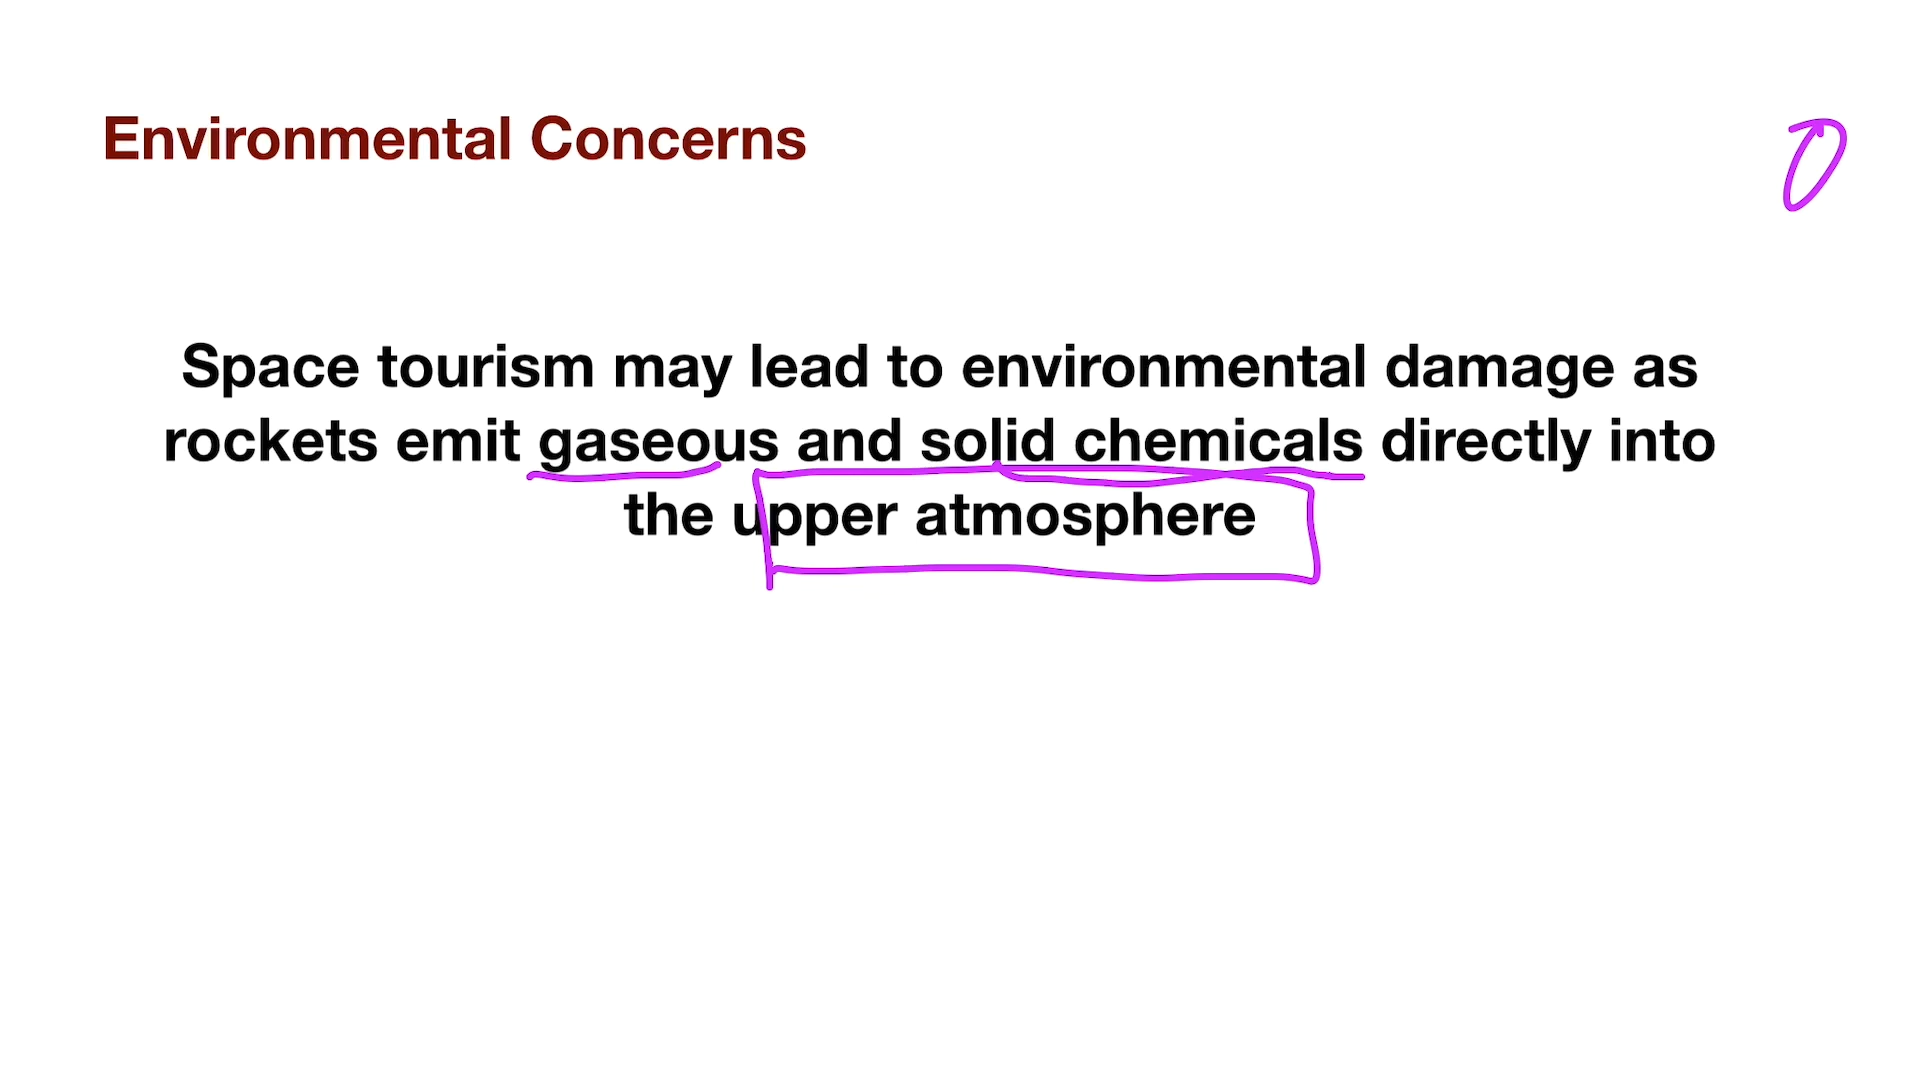 Environmental Concerns
Space tourism may lead to environmental damage as
rockets emit gaseous and solid chemicals directly into
the upper atmosphere